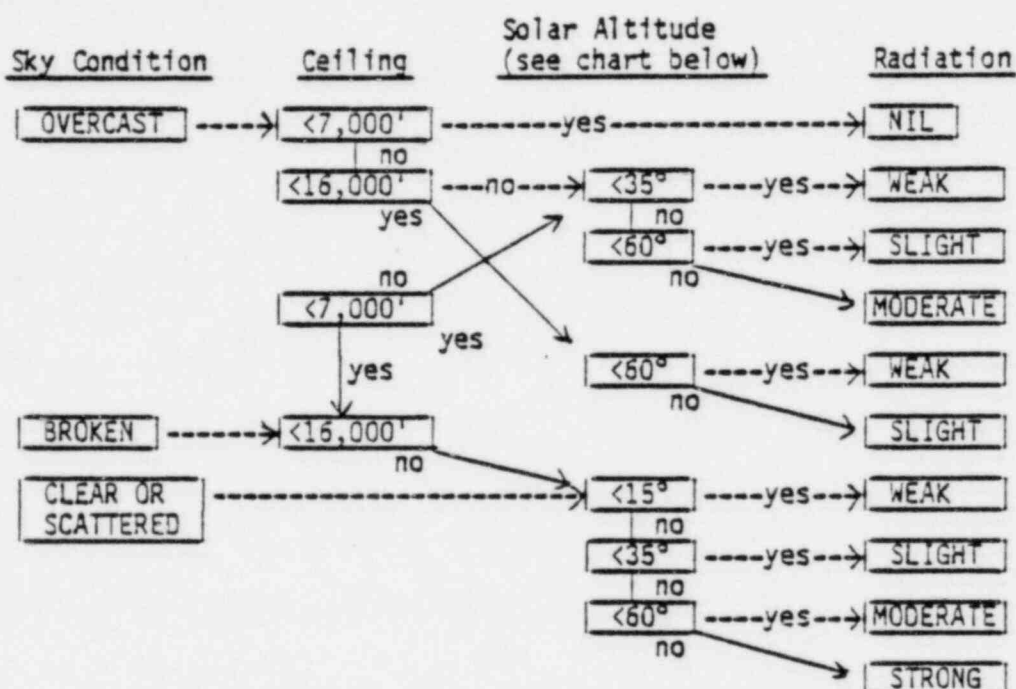 Solar Altitude
Sky Condition Ceiling (see chart below) Radiation
OVERCAST <7,000' yes NIL
no
<16,000' no <35° yes WEAK
yes no
<60° yes SLIGHT
no no
<7,000' MODERATE
yes
<60° yes WEAK
yes
no
BROKEN <16,000' SLIGHT
no
CLEAR OR <15° yes WEAK
SCATTERED no
<35° yes SLIGHT
no
<60° yes MODERATE
no
STRONG